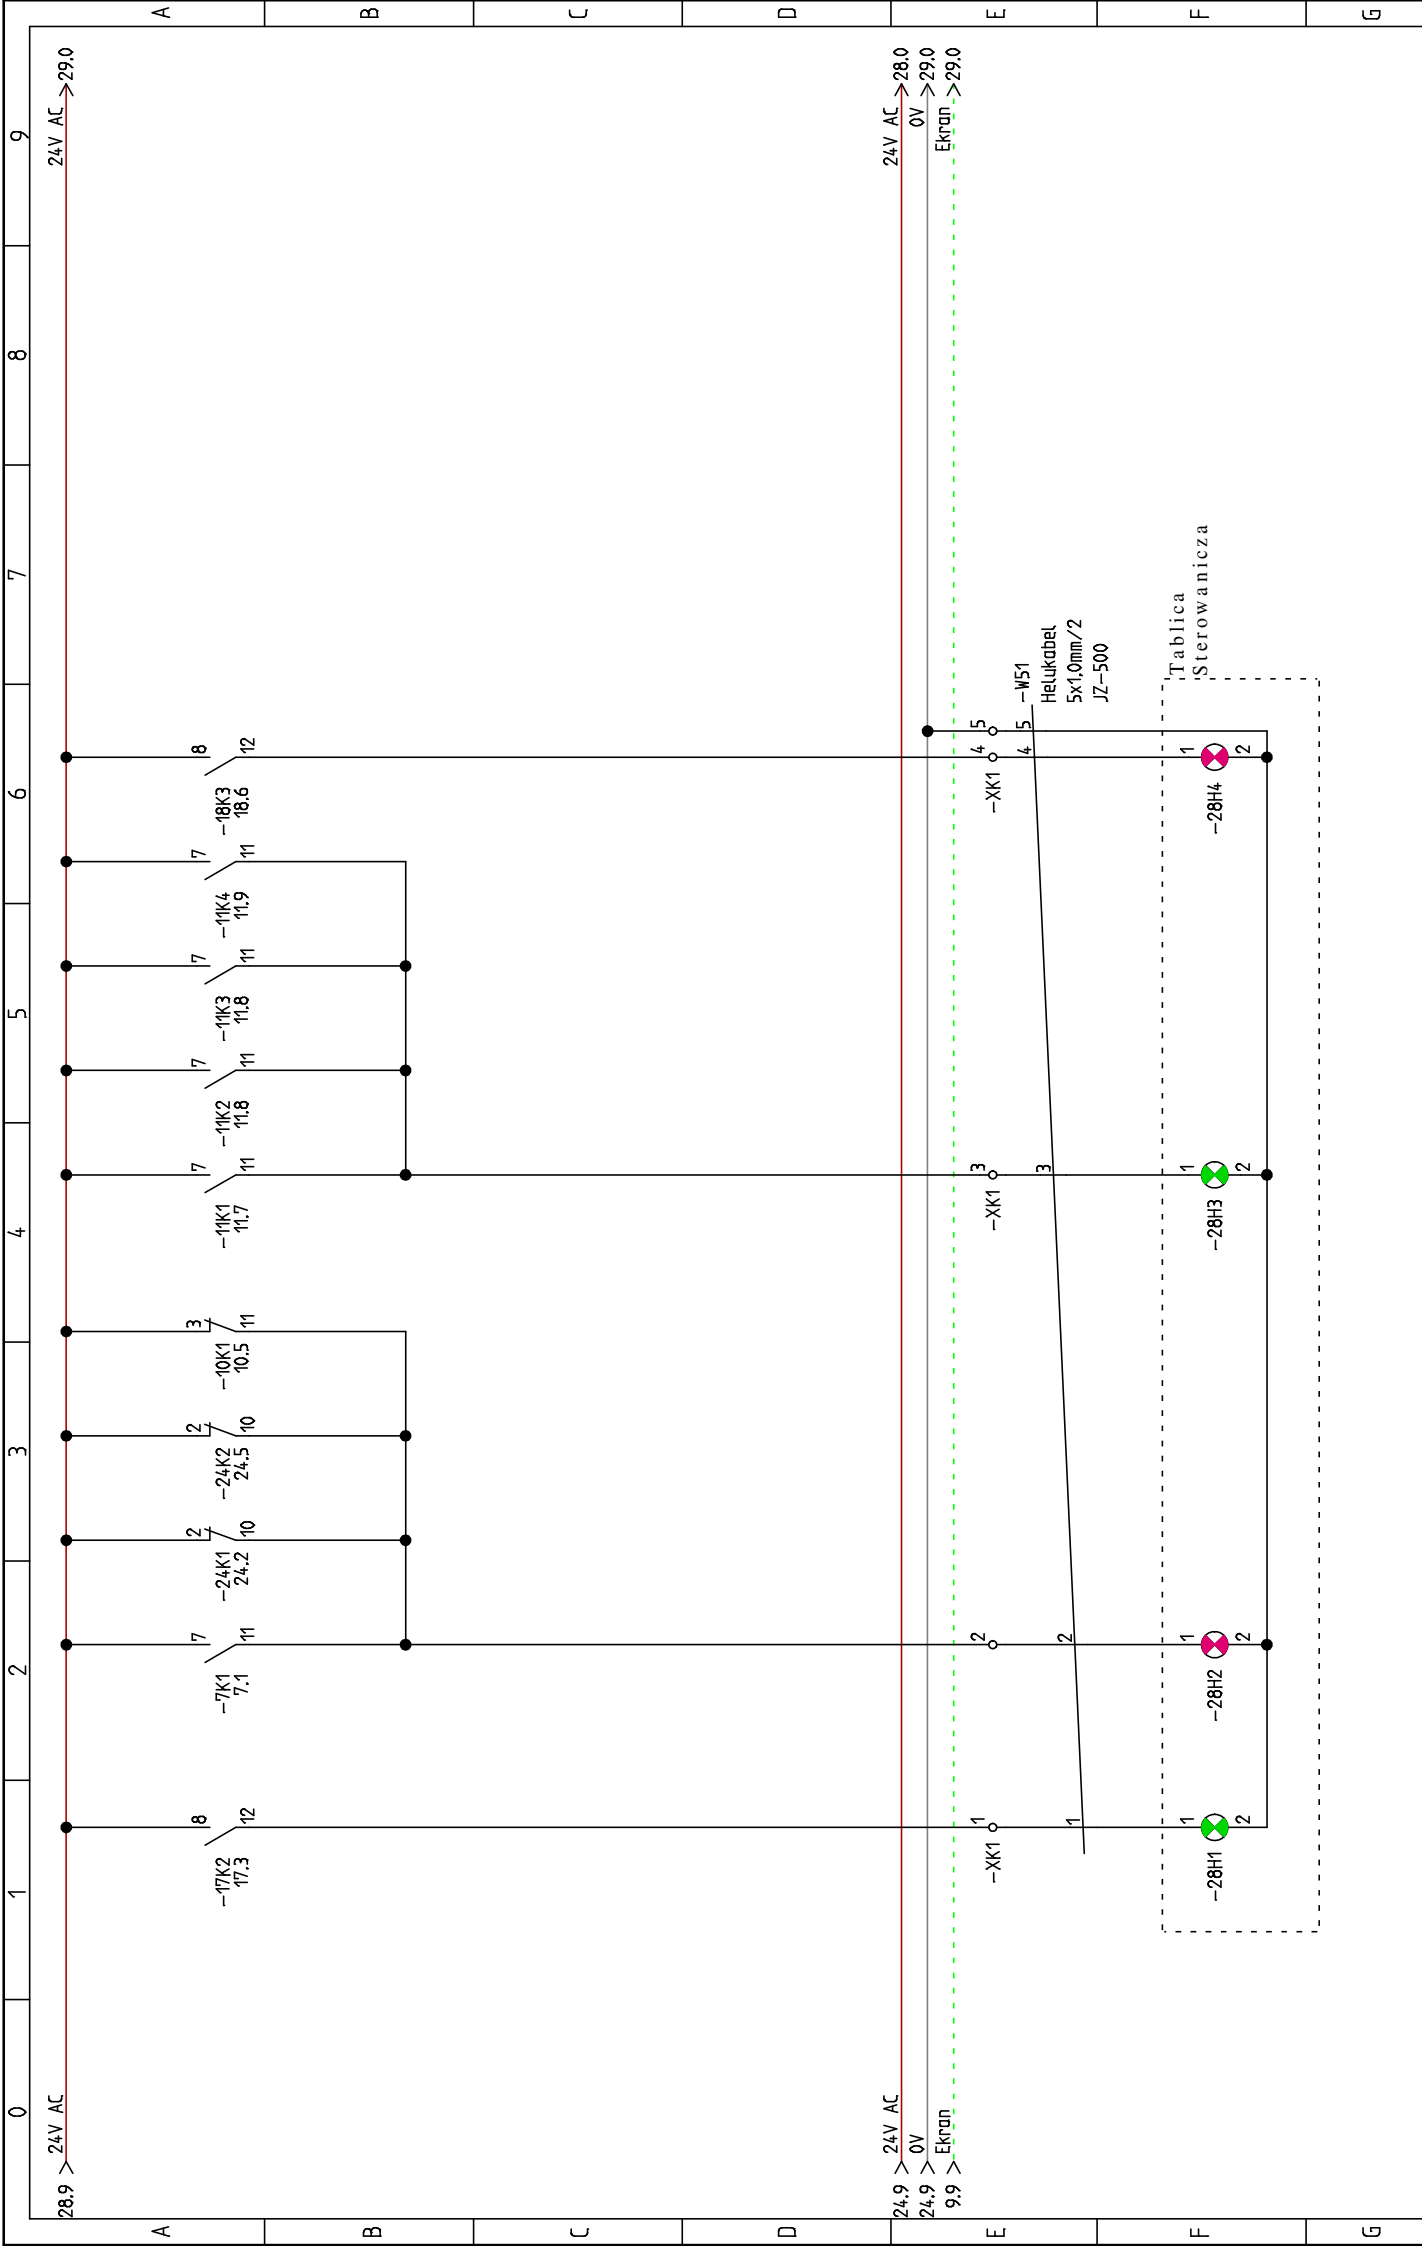 0 1 2 3 4 5 6 7 8 9
A
28.9 24V AC
24V AC 29.0
8 7 2 2 3 7 7 7 7 8
-17K2
17.3
-7K1
7.1
-24K1
24.2
-24K2
24.5
-10K1
10.5
-11K1
11.7
-11K2
11.8
-11K3
11.8
-11K4
11.9
-18K3
18.6
12 11 10 10 11 11 11 11 11 12
A
B
B
C
C
D
D
24.9 24V AC
24V AC 28.0
24.9 0V
0V 29.0
9.9 Ekran
Ekran 29.0
E
E
1 2 3 4 5
-XK1
-XK1
-XK1
1 2 3 4 5
-W51
Helukabel
5x1,0mm/2
JZ-500
Tablica
Sterowanicza
F
F
1 1 1 1
-28H1
-28H2
-28H3
-28H4
2 2 2 2
G
G